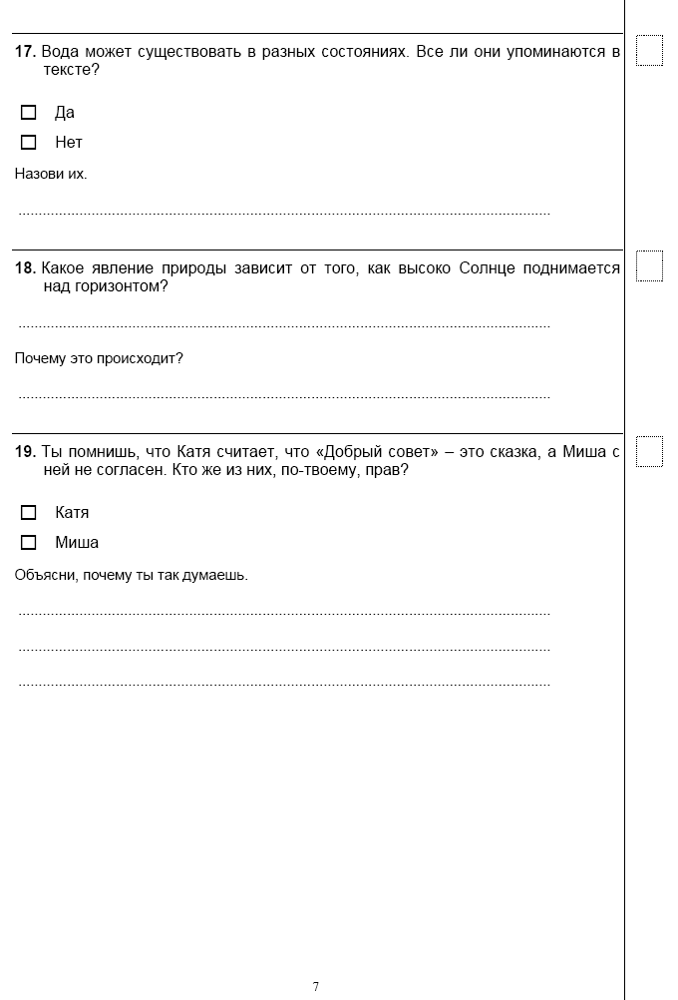 17. Вода может существовать в разных состояниях. Все ли они упоминаются в
тексте?
Да
Нет
Назови их.
18. Какое явление природы зависит от того, как высоко Солнце поднимается
над горизонтом?
Почему это происходит?
19. Ты помнишь, что Катя считает, что «Добрый совет» – это сказка, а Миша с
ней не согласен. Кто же из них, по-твоему, прав?
Катя
Миша
Объясни, почему ты так думаешь.
7